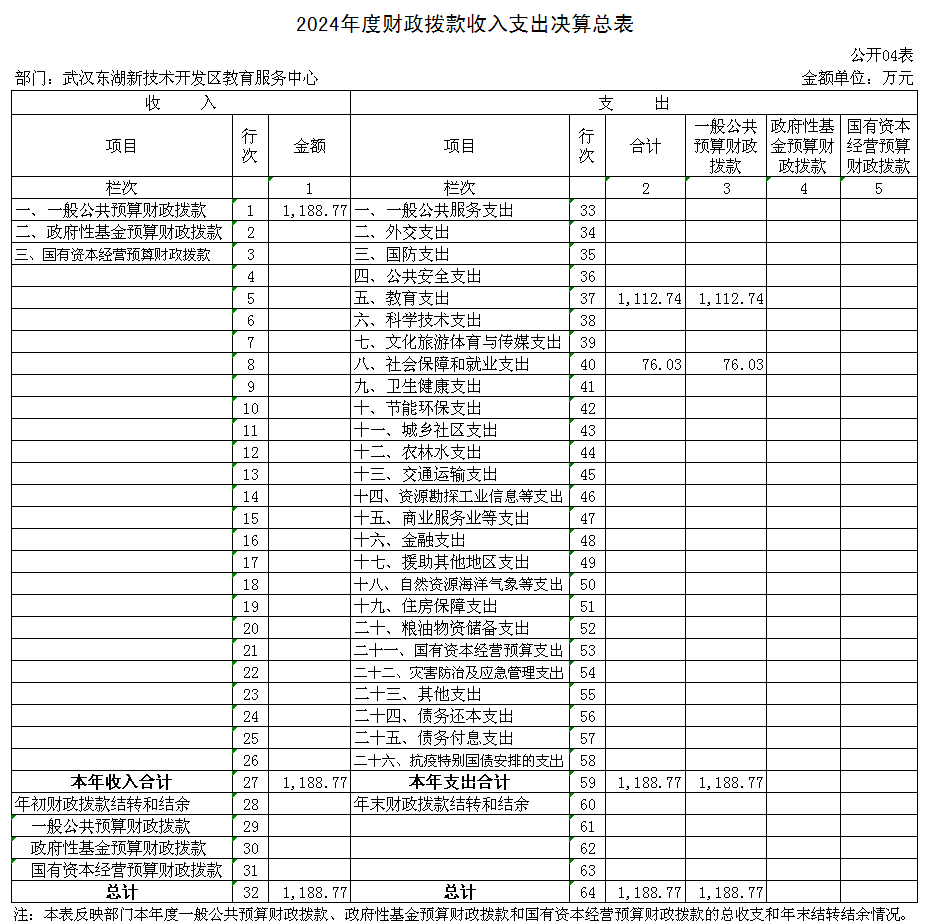 2024年度财政拨款收入支出决算总表
公开04表
部门：武汉东湖新技术开发区教育服务中心 金额单位：万元
收 入 支 出
项目 行次 金额 项目 行次 合计 一般公共预算财政拨款 政府性基金预算财政拨款 国有资本经营预算财政拨款
栏次 1 栏次 2 3 4 5
一、一般公共预算财政拨款 1 1,188.77 一、一般公共服务支出 33
二、政府性基金预算财政拨款 2 二、外交支出 34
三、国有资本经营预算财政拨款 3 三、国防支出 35
4 四、公共安全支出 36
5 五、教育支出 37 1,112.74 1,112.74
6 六、科学技术支出 38
7 七、文化旅游体育与传媒支出 39
8 八、社会保障和就业支出 40 76.03 76.03
9 九、卫生健康支出 41
10 十、节能环保支出 42
11 十一、城乡社区支出 43
12 十二、农林水支出 44
13 十三、交通运输支出 45
14 十四、资源勘探工业信息等支出 46
15 十五、商业服务业等支出 47
16 十六、金融支出 48
17 十七、援助其他地区支出 49
18 十八、自然资源海洋气象等支出 50
19 十九、住房保障支出 51
20 二十、粮油物资储备支出 52
21 二十一、国有资本经营预算支出 53
22 二十二、灾害防治及应急管理支出 54
23 二十三、其他支出 55
24 二十四、债务还本支出 56
25 二十五、债务付息支出 57
26 二十六、抗疫特别国债安排的支出 58
本年收入合计 27 1,188.77 本年支出合计 59 1,188.77 1,188.77
年初财政拨款结转和结余 28 年末财政拨款结转和结余 60
一般公共预算财政拨款 29 61
政府性基金预算财政拨款 30 62
国有资本经营预算财政拨款 31 63
总计 32 1,188.77 总计 64 1,188.77 1,188.77
注：本表反映部门本年度一般公共预算财政拨款、政府性基金预算财政拨款和国有资本经营预算财政拨款的总收支和年末结转结余情况。